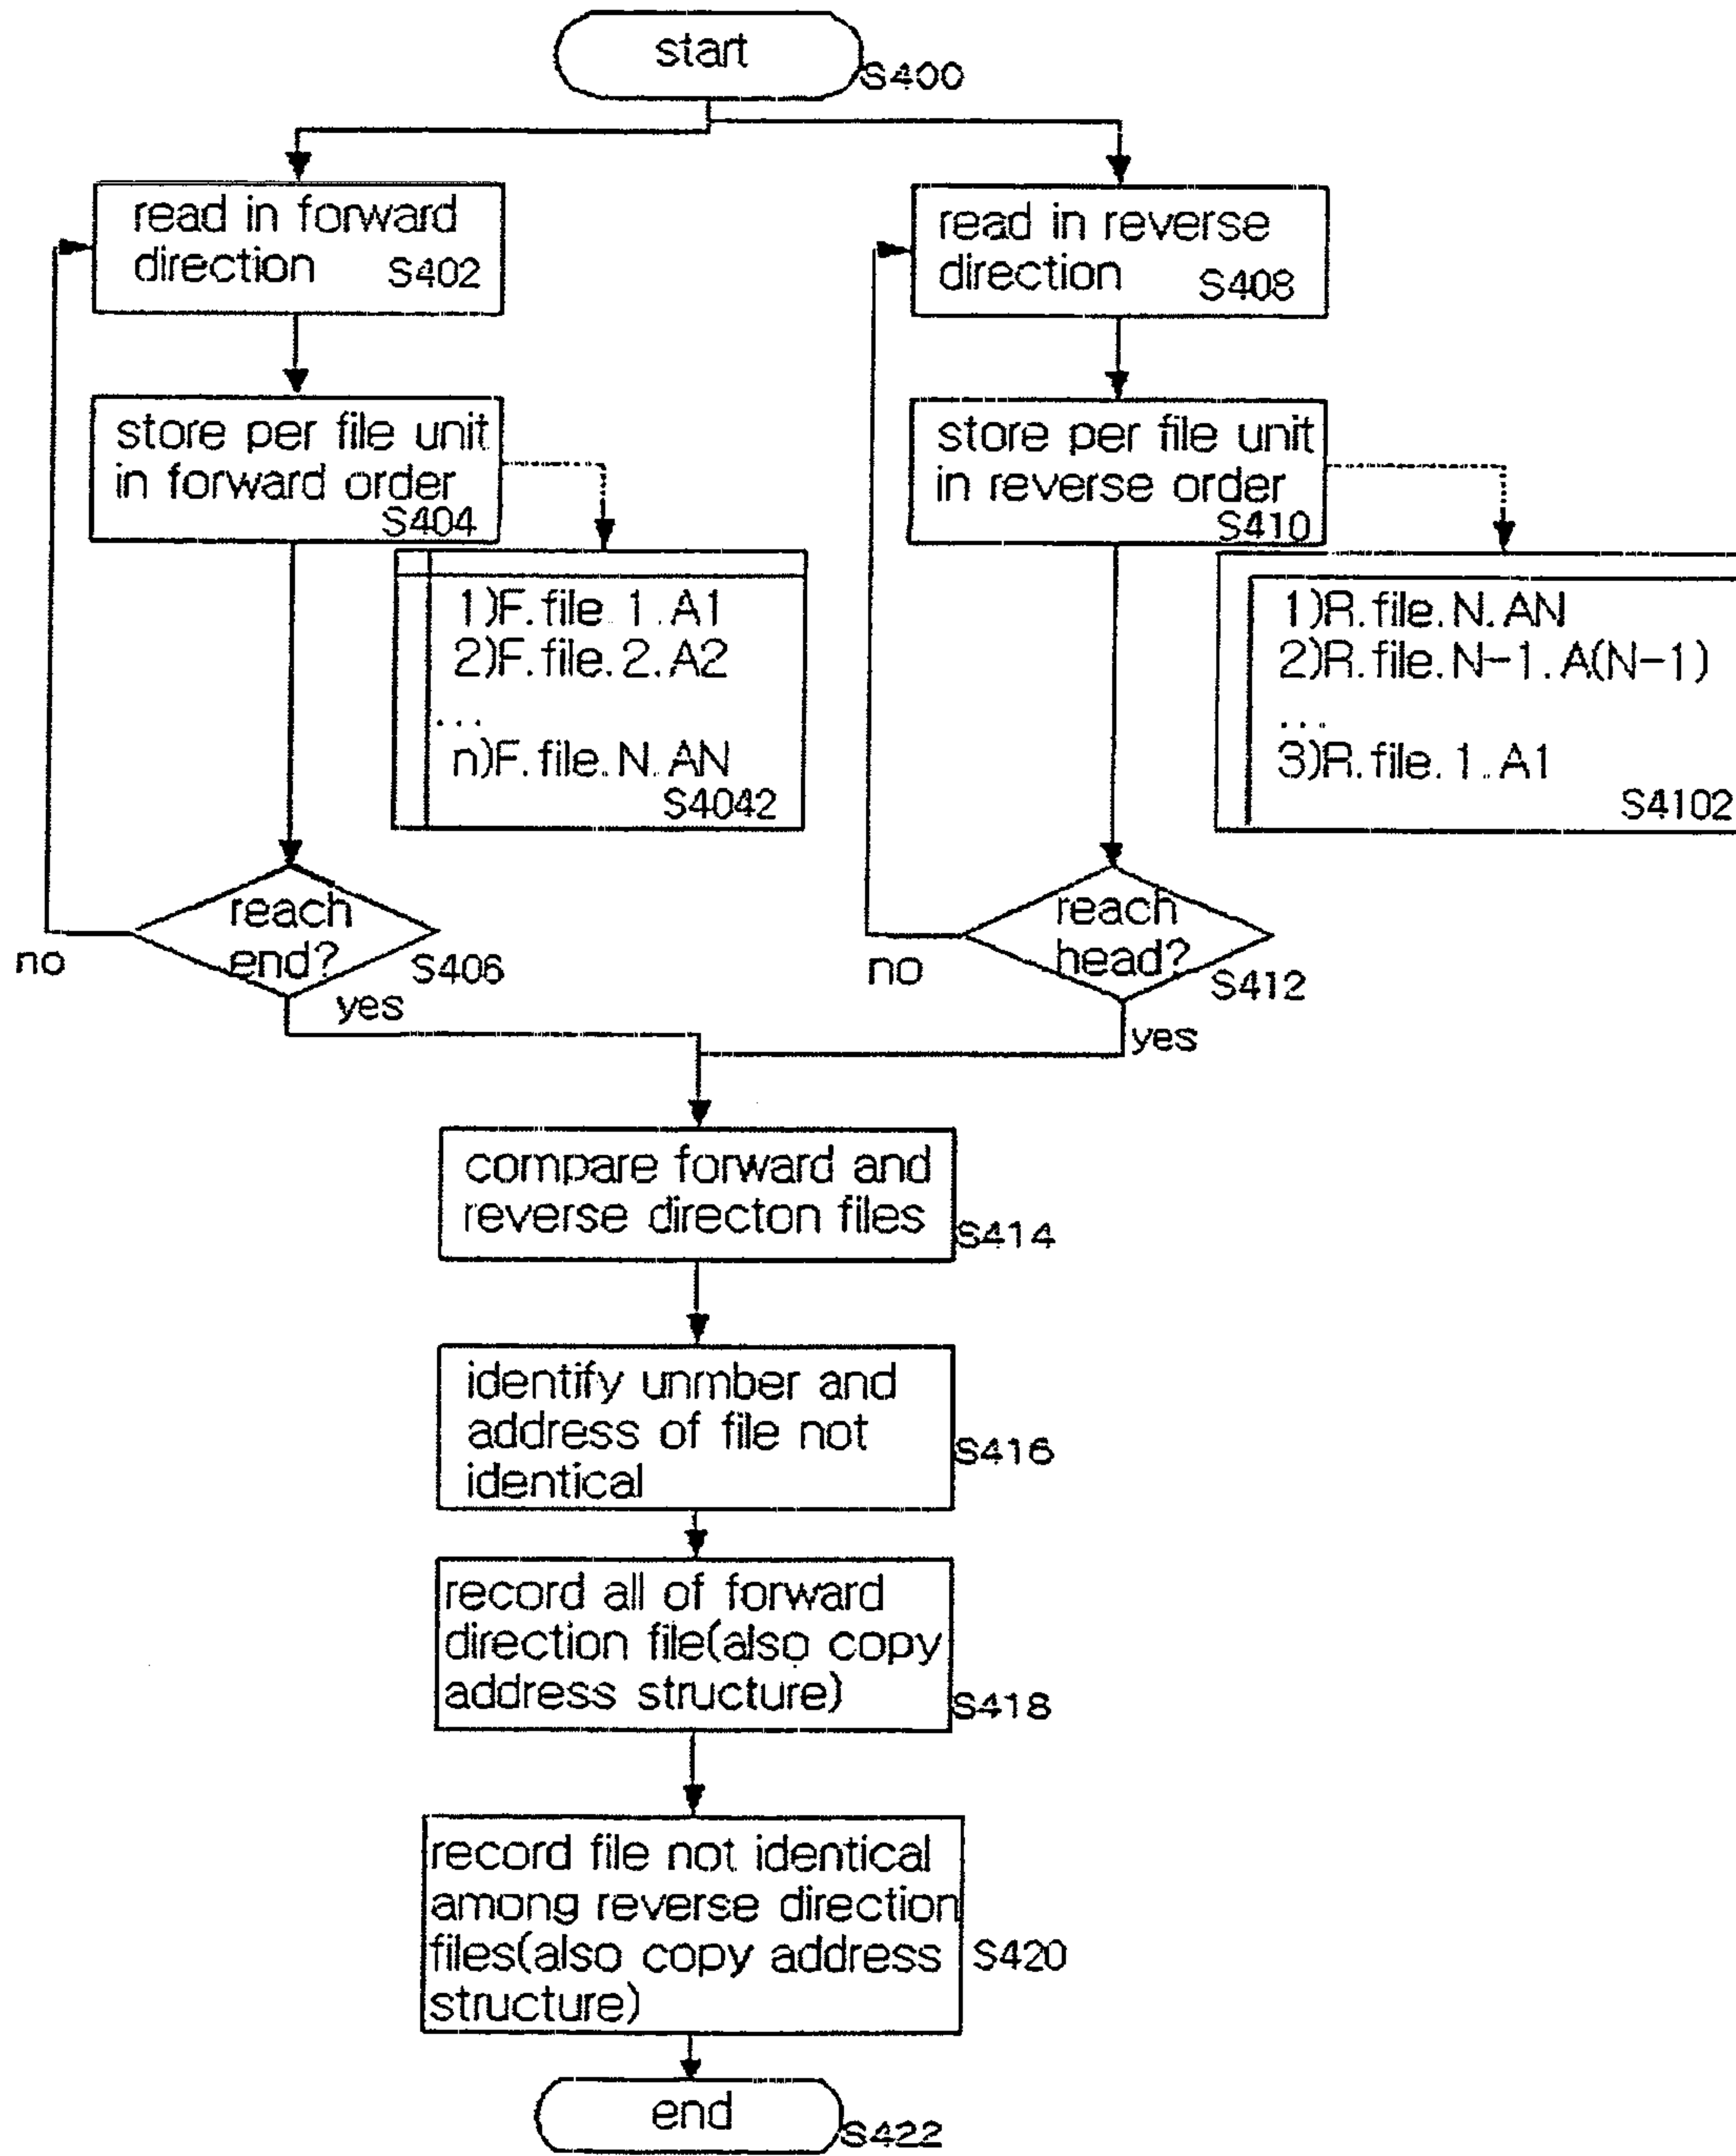 start
S400
read in forward
direction
S402
store per file unit
in forward order
S404
1)F.file.1.A1
2)F.file.2.A2
...
n)F.file.N.AN
S4042
reach
end?
S406
no
yes
read in reverse
direction
S408
store per file unit
in reverse order
S410
1)R.file.N.AN
2)R.file.N-1.A(N-1)
...
3)R.file.1.A1
S4102
reach
head?
S412
no
yes
compare forward and
reverse directon files
S414
identify unmber and
address of file not
identical
S416
record all of forward
direction file(also copy
address structure)
S418
record file not identical
among reverse direction
files(also copy address
structure)
S420
end
S422